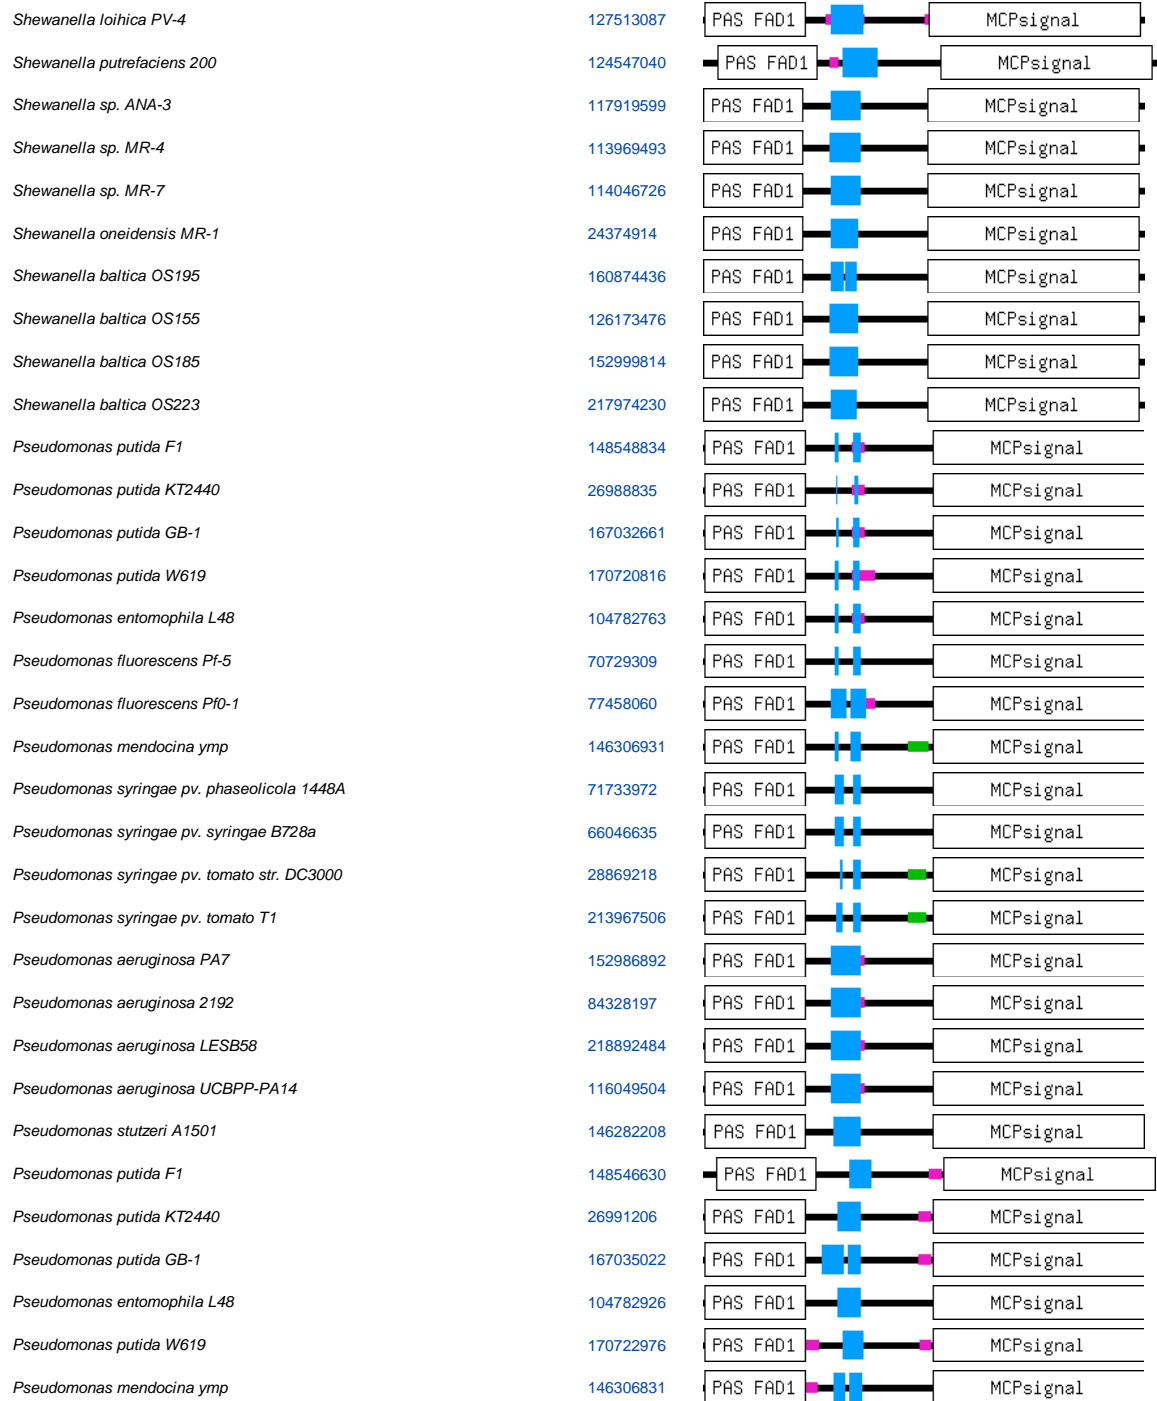 Shewanella loihica PV-4 127513087 PAS FAD1 MCPsignal
Shewanella putrefaciens 200 124547040 PAS FAD1 MCPsignal
Shewanella sp. ANA-3 117919599 PAS FAD1 MCPsignal
Shewanella sp. MR-4 113969493 PAS FAD1 MCPsignal
Shewanella sp. MR-7 114046726 PAS FAD1 MCPsignal
Shewanella oneidensis MR-1 24374914 PAS FAD1 MCPsignal
Shewanella baltica OS195 160874436 PAS FAD1 MCPsignal
Shewanella baltica OS155 126173476 PAS FAD1 MCPsignal
Shewanella baltica OS185 152999814 PAS FAD1 MCPsignal
Shewanella baltica OS223 217974230 PAS FAD1 MCPsignal
Pseudomonas putida F1 148548834 PAS FAD1 MCPsignal
Pseudomonas putida KT2440 26988835 PAS FAD1 MCPsignal
Pseudomonas putida GB-1 167032661 PAS FAD1 MCPsignal
Pseudomonas putida W619 170720816 PAS FAD1 MCPsignal
Pseudomonas entomophila L48 104782763 PAS FAD1 MCPsignal
Pseudomonas fluorescens Pf-5 70729309 PAS FAD1 MCPsignal
Pseudomonas fluorescens Pf0-1 77458060 PAS FAD1 MCPsignal
Pseudomonas mendocina ymp 146306931 PAS FAD1 MCPsignal
Pseudomonas syringae pv. phaseolicola 1448A 71733972 PAS FAD1 MCPsignal
Pseudomonas syringae pv. syringae B728a 66046635 PAS FAD1 MCPsignal
Pseudomonas syringae pv. tomato str. DC3000 28869218 PAS FAD1 MCPsignal
Pseudomonas syringae pv. tomato T1 213967506 PAS FAD1 MCPsignal
Pseudomonas aeruginosa PA7 152986892 PAS FAD1 MCPsignal
Pseudomonas aeruginosa 2192 84328197 PAS FAD1 MCPsignal
Pseudomonas aeruginosa LESB58 218892484 PAS FAD1 MCPsignal
Pseudomonas aeruginosa UCBPP-PA14 116049504 PAS FAD1 MCPsignal
Pseudomonas stutzeri A1501 146282208 PAS FAD1 MCPsignal
Pseudomonas putida F1 148546630 PAS FAD1 MCPsignal
Pseudomonas putida KT2440 26991206 PAS FAD1 MCPsignal
Pseudomonas putida GB-1 167035022 PAS FAD1 MCPsignal
Pseudomonas entomophila L48 104782926 PAS FAD1 MCPsignal
Pseudomonas putida W619 170722976 PAS FAD1 MCPsignal
Pseudomonas mendocina ymp 146306831 PAS FAD1 MCPsignal